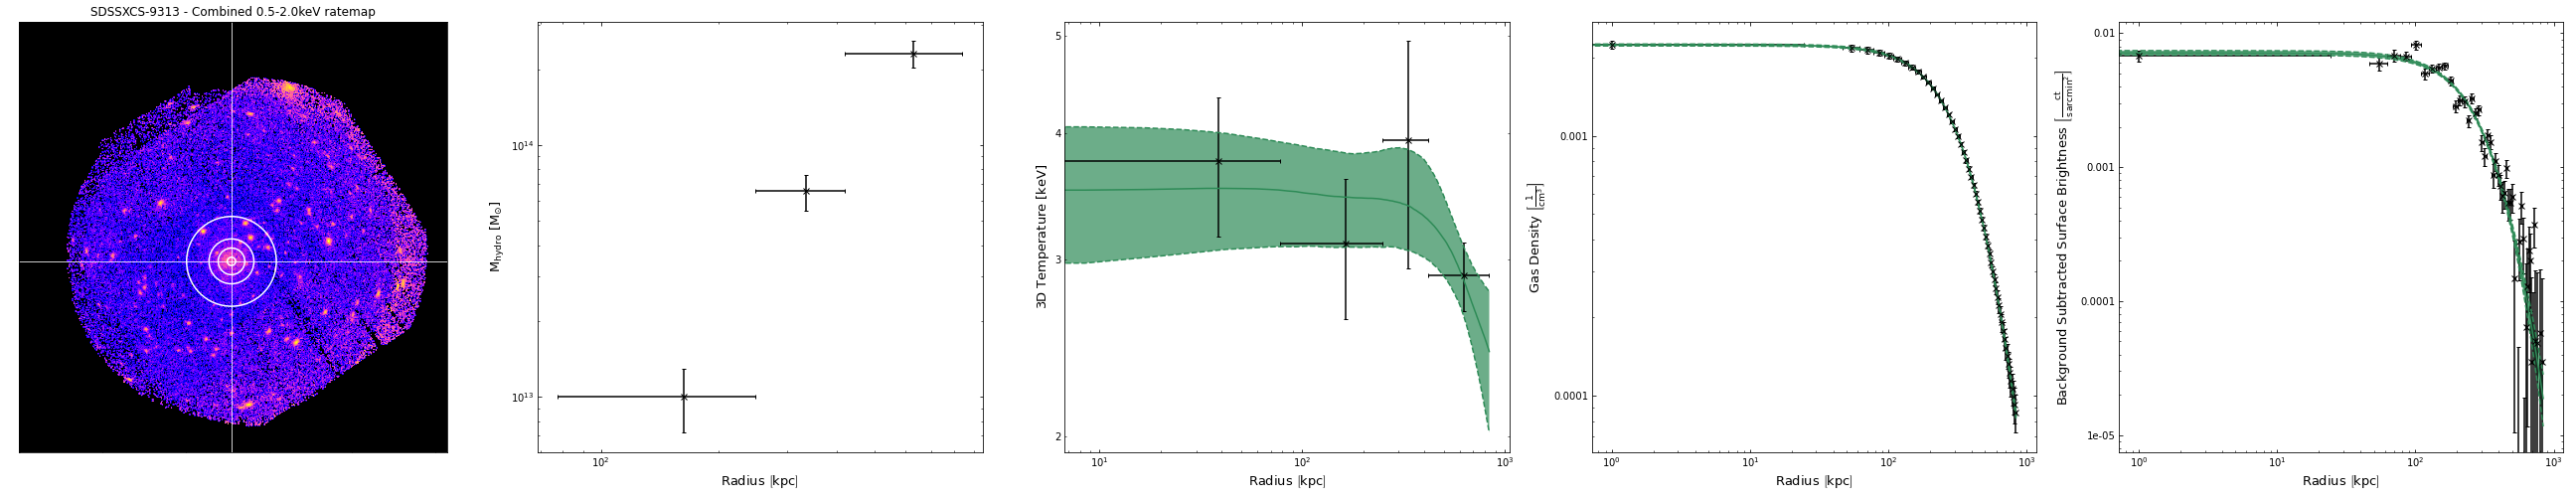 SDSSXCS-9313 - Combined 0.5-2.0keV ratemap
M_hydro [M_⊙]
10^14
10^13
10^2
Radius [kpc]
3D Temperature [keV]
5
4
3
2
10^1
10^2
10^3
Radius [kpc]
Gas Density [1/cm^3]
0.001
0.0001
10^0
10^1
10^2
10^3
Radius [kpc]
Background Subtracted Surface Brightness [ct/s arcmin^2]
0.01
0.001
0.0001
1e-05
10^0
10^1
10^2
10^3
Radius [kpc]